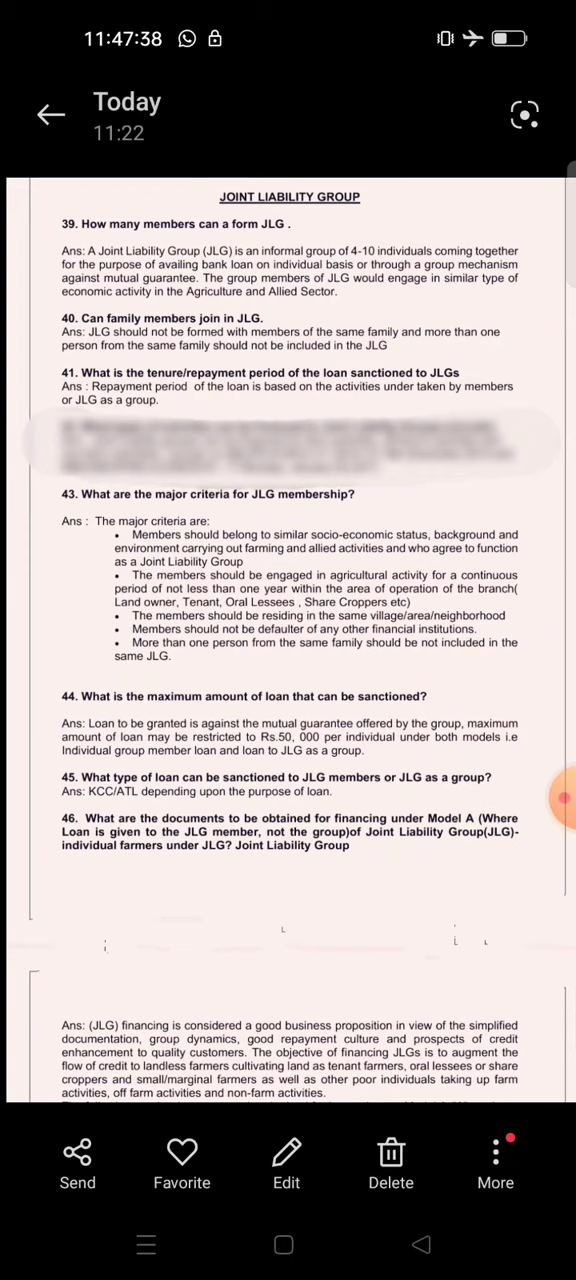 11:47:38
Today
11:22
JOINT LIABILITY GROUP
39. How many members can a form JLG .
Ans: A Joint Liability Group (JLG) is an informal group of 4-10 individuals coming together
for the purpose of availing bank loan on individual basis or through a group mechanism
against mutual guarantee. The group members of JLG would engage in similar type of
economic activity in the Agriculture and Allied Sector.
40. Can family members join in JLG.
Ans: JLG should not be formed with members of the same family and more than one
person from the same family should not be included in the JLG
41. What is the tenure/repayment period of the loan sanctioned to JLGs
Ans : Repayment period of the loan is based on the activities under taken by members
or JLG as a group.
43. What are the major criteria for JLG membership?
Ans : The major criteria are:
• Members should belong to similar socio-economic status, background and
environment carrying out farming and allied activities and who agree to function
as a Joint Liability Group
• The members should be engaged in agricultural activity for a continuous
period of not less than one year within the area of operation of the branch(
Land owner, Tenant, Oral Lessees , Share Croppers etc)
• The members should be residing in the same village/area/neighborhood
• Members should not be defaulter of any other financial institutions.
• More than one person from the same family should be not included in the
same JLG.
44. What is the maximum amount of loan that can be sanctioned?
Ans: Loan to be granted is against the mutual guarantee offered by the group, maximum
amount of loan may be restricted to Rs.50, 000 per individual under both models i.e
Individual group member loan and loan to JLG as a group.
45. What type of loan can be sanctioned to JLG members or JLG as a group?
Ans: KCC/ATL depending upon the purpose of loan.
46. What are the documents to be obtained for financing under Model A (Where
Loan is given to the JLG member, not the group)of Joint Liability Group(JLG)-
individual farmers under JLG? Joint Liability Group
Ans: (JLG) financing is considered a good business proposition in view of the simplified
documentation, group dynamics, good repayment culture and prospects of credit
enhancement to quality customers. The objective of financing JLGs is to augment the
flow of credit to landless farmers cultivating land as tenant farmers, oral lessees or share
croppers and small/marginal farmers as well as other poor individuals taking up farm
activities, off farm activities and non-farm activities.
Send
Favorite
Edit
Delete
More